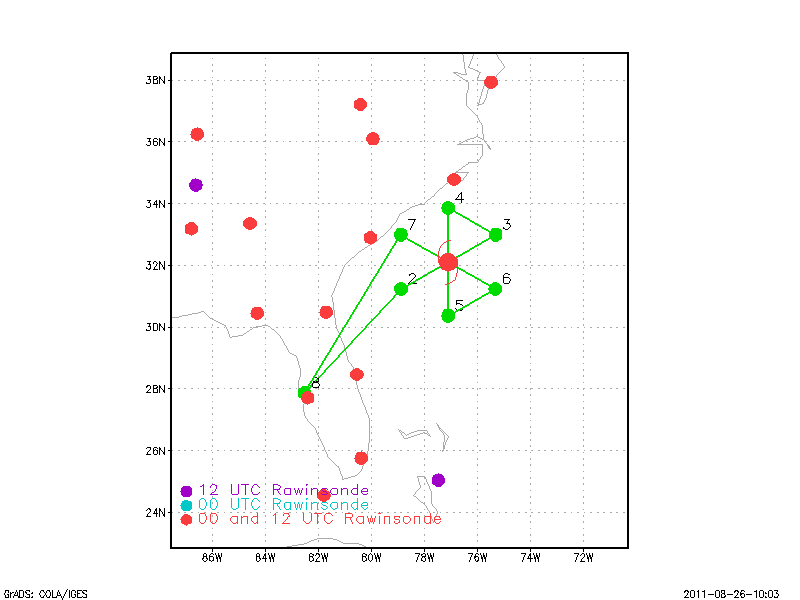 38N
36N
34N
4
7
3
32N
2
6
5
30N
8
28N
26N
12 UTC Rawinsonde
00 UTC Rawinsonde
00 and 12 UTC Rawinsonde
24N
86W 84W 82W 80W 78W 76W 74W 72W
GrADS: COLA/IGES
2011-08-26-10:03